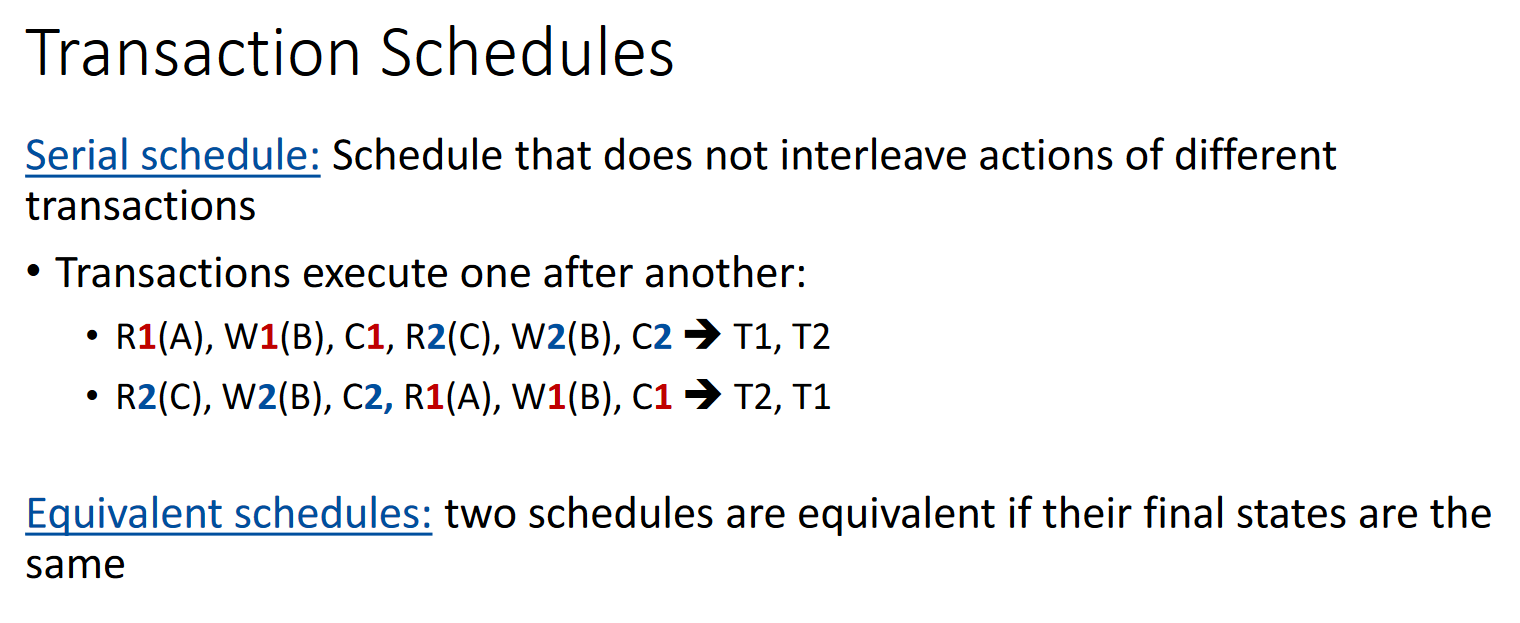 Transaction Schedules
Serial schedule: Schedule that does not interleave actions of different
transactions
• Transactions execute one after another:
• R1(A), W1(B), C1, R2(C), W2(B), C2 ➔ T1, T2
• R2(C), W2(B), C2, R1(A), W1(B), C1 ➔ T2, T1
Equivalent schedules: two schedules are equivalent if their final states are the
same